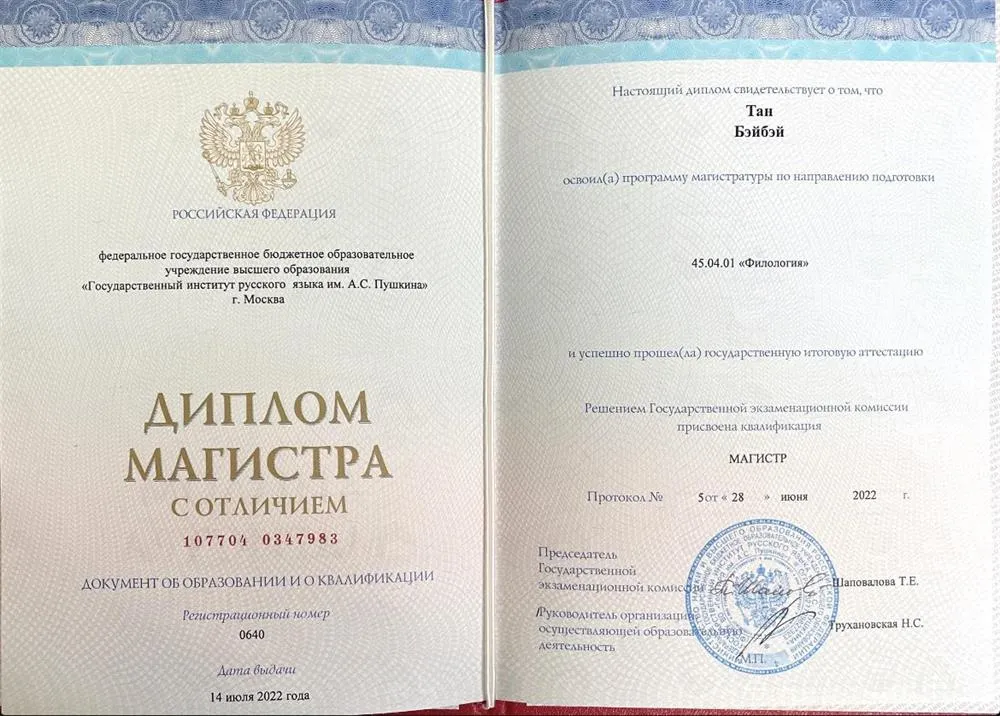 РОССИЙСКАЯ ФЕДЕРАЦИЯ
федеральное государственное бюджетное образовательное
учреждение высшего образования
«Государственный институт русского языка им. А.С. Пушкина»
г. Москва
ДИПЛОМ
МАГИСТРА
С ОТЛИЧИЕМ
107704 0347983
ДОКУМЕНТ ОБ ОБРАЗОВАНИИ И О КВАЛИФИКАЦИИ
Регистрационный номер
0640
Дата выдачи
14 июля 2022 года
Настоящий диплом свидетельствует о том, что
Тан
Бэйбэй
освоил(а) программу магистратуры по направлению подготовки
45.04.01 «Филология»
и успешно прошел(ла) государственную итоговую аттестацию
Решением Государственной экзаменационной комиссии
присвоена квалификация
МАГИСТР
Протокол № 5 от « 28 » июня 2022 г.
Председатель
Государственной
экзаменационной комиссии
Шаповалова Т.Е.
Руководитель организации,
осуществляющей образовательную
деятельность
Трухановская Н.С.
М.П.